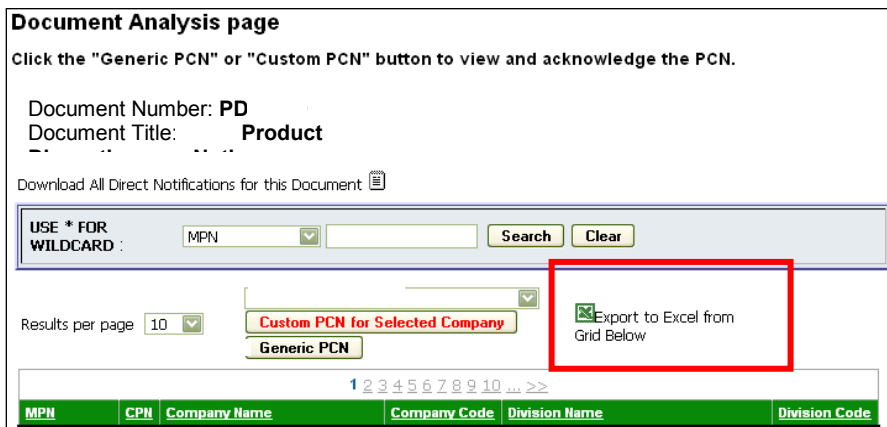 Document Analysis page
Click the "Generic PCN" or "Custom PCN" button to view and acknowledge the PCN.
Document Number: PD
Document Title: Product
Download All Direct Notifications for this Document
USE * FOR
WILDCARD :
MPN
Search
Clear
Results per page 10
Custom PCN for Selected Company
Generic PCN
Export to Excel from
Grid Below
1 2 3 4 5 6 7 8 9 10 ... >>
MPN CPN Company Name Company Code Division Name Division Code